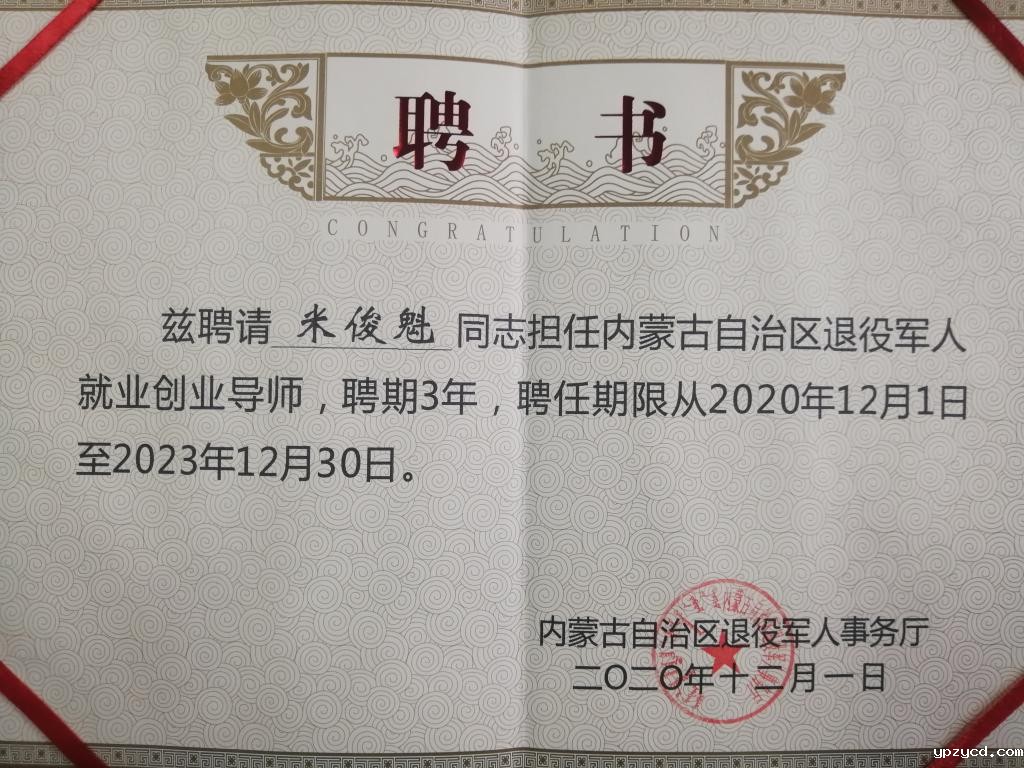 聘书
CONGRATULATION
兹聘请 米俊魁 同志担任内蒙古自治区退役军人
就业创业导师，聘期3年，聘任期限从2020年12月1日
至2023年12月30日。
内蒙古自治区退役军人事务厅
二〇二〇年十二月一日
ypzycd.com